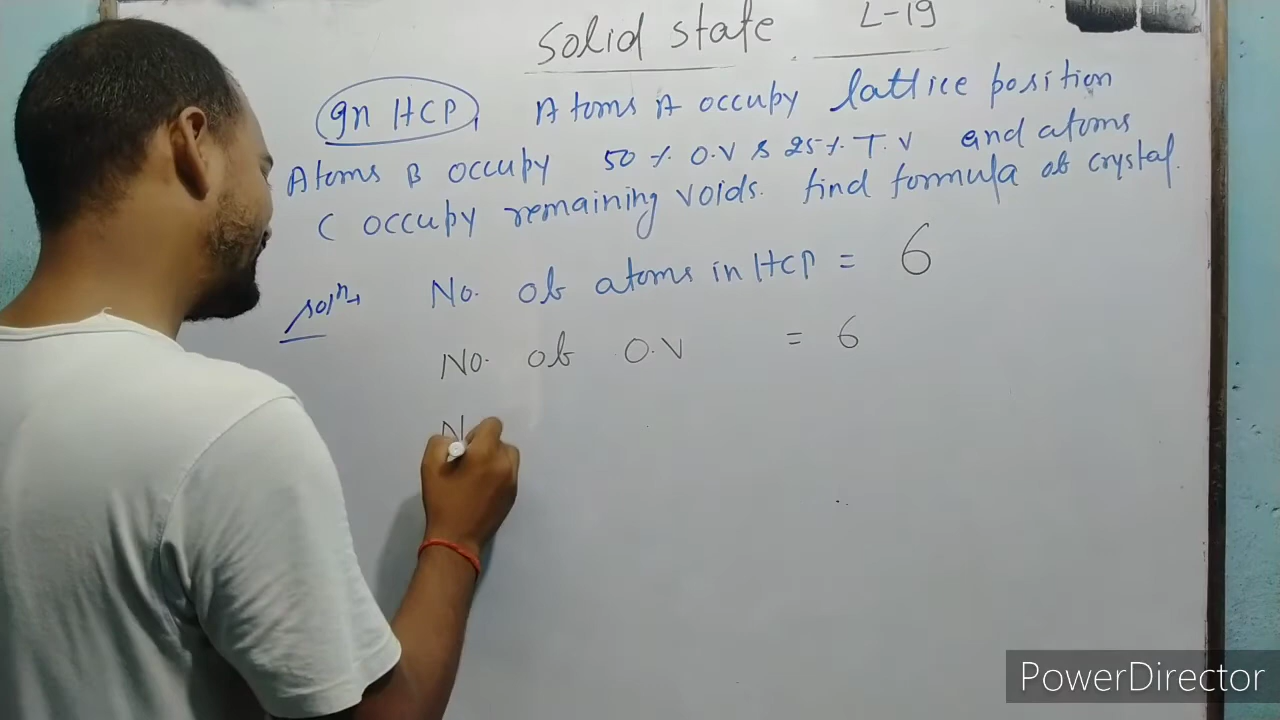 Solid state L-19
In HCP, Atoms A occupy lattice position
Atoms B occupy 50% O.V & 25% T.V and atoms
C occupy remaining voids. find formula of crystal.
Soln→ No. of atoms in HCP = 6
No. of O.V = 6
N
PowerDirector